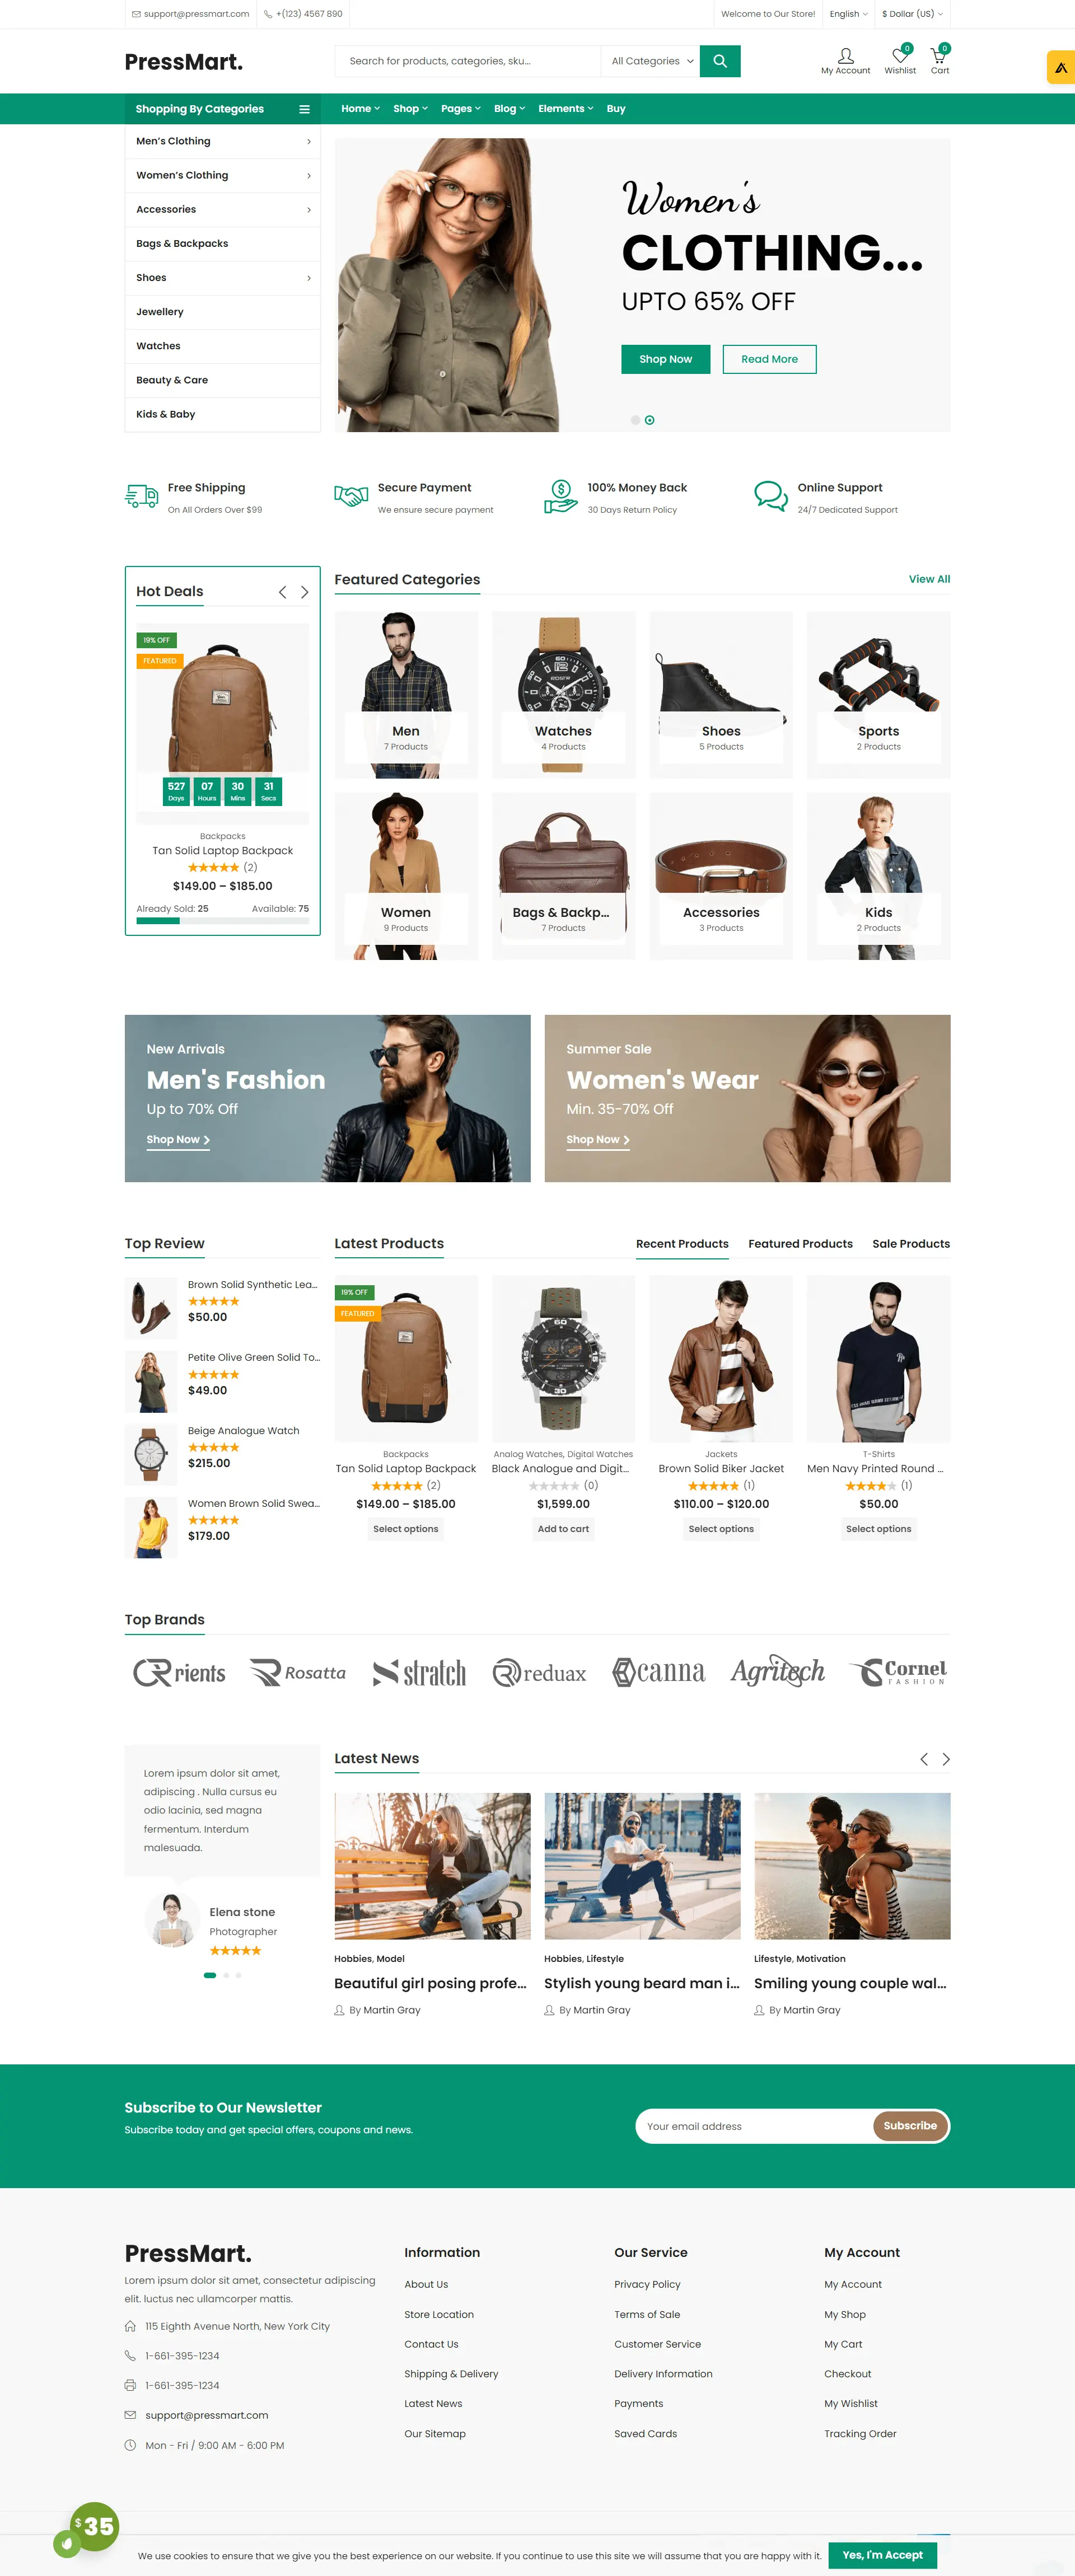 support@pressmart.com
+(123) 4567 890
Welcome to Our Store!
English
$ Dollar (US)
PressMart.
Search for products, categories, sku...
All Categories
My Account
0
Wishlist
0
Cart
Shopping By Categories
Home
Shop
Pages
Blog
Elements
Buy
Men's Clothing
Women's Clothing
Accessories
Bags & Backpacks
Shoes
Jewellery
Watches
Beauty & Care
Kids & Baby
Women's
CLOTHING...
UPTO 65% OFF
Shop Now
Read More
Free Shipping
On All Orders Over $99
Secure Payment
We ensure secure payment
100% Money Back
30 Days Return Policy
Online Support
24/7 Dedicated Support
Hot Deals
19% OFF
FEATURED
527
Days
07
Hours
30
Mins
31
Secs
Backpacks
Tan Solid Laptop Backpack
(2)
$149.00 – $185.00
Already Sold: 25
Available: 75
Featured Categories
View All
Men
7 Products
Watches
4 Products
Shoes
5 Products
Sports
2 Products
Women
9 Products
Bags & Backp...
7 Products
Accessories
3 Products
Kids
2 Products
New Arrivals
Men's Fashion
Up to 70% Off
Shop Now
Summer Sale
Women's Wear
Min. 35-70% Off
Shop Now
Top Review
Brown Solid Synthetic Lea...
$50.00
Petite Olive Green Solid To...
$49.00
Beige Analogue Watch
$215.00
Women Brown Solid Swea...
$179.00
Latest Products
Recent Products
Featured Products
Sale Products
19% OFF
FEATURED
Backpacks
Tan Solid Laptop Backpack
(2)
$149.00 – $185.00
Select options
Analog Watches, Digital Watches
Black Analogue and Digit...
(0)
$1,599.00
Add to cart
Jackets
Brown Solid Biker Jacket
(1)
$110.00 – $120.00
Select options
T-Shirts
Men Navy Printed Round ...
(1)
$50.00
Select options
Top Brands
rients
Rosatta
stratch
reduax
canna
Agritech
Cornel
FASHION
Lorem ipsum dolor sit amet,
adipiscing . Nulla cursus eu
odio lacinia, sed magna
fermentum. Interdum
malesuada.
Elena stone
Photographer
Latest News
Hobbies, Model
Beautiful girl posing profe...
By Martin Gray
Hobbies, Lifestyle
Stylish young beard man i...
By Martin Gray
Lifestyle, Motivation
Smiling young couple wal...
By Martin Gray
Subscribe to Our Newsletter
Subscribe today and get special offers, coupons and news.
Your email address
Subscribe
PressMart.
Lorem ipsum dolor sit amet, consectetur adipiscing
elit. luctus nec ullamcorper mattis.
115 Eighth Avenue North, New York City
1-661-395-1234
1-661-395-1234
support@pressmart.com
Mon - Fri / 9:00 AM - 6:00 PM
Information
About Us
Store Location
Contact Us
Shipping & Delivery
Latest News
Our Sitemap
Our Service
Privacy Policy
Terms of Sale
Customer Service
Delivery Information
Payments
Saved Cards
My Account
My Account
My Shop
My Cart
Checkout
My Wishlist
Tracking Order
$35
We use cookies to ensure that we give you the best experience on our website. If you continue to use this site we will assume that you are happy with it.
Yes, I'm Accept